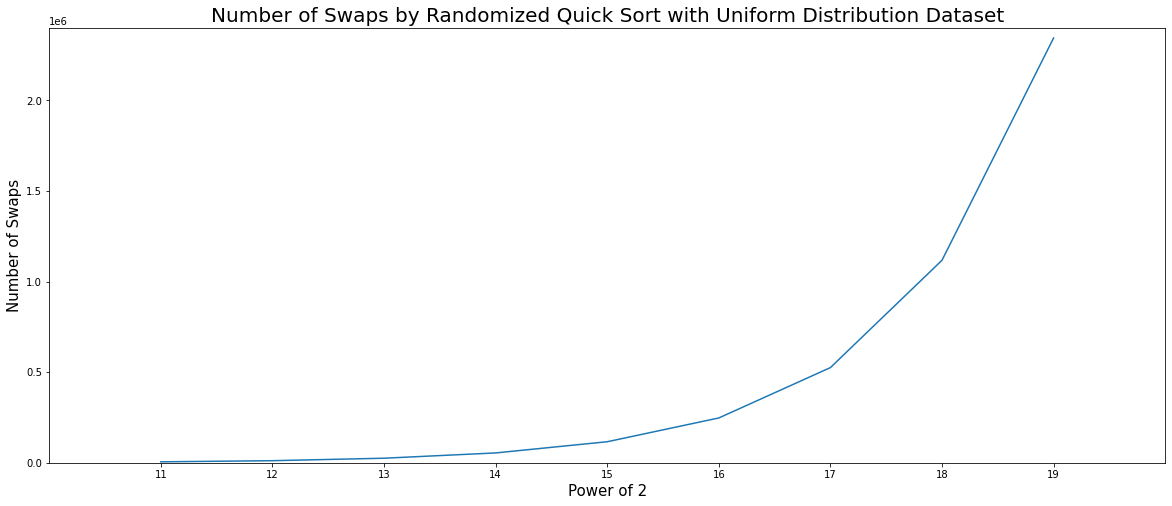 Number of Swaps by Randomized Quick Sort with Uniform Distribution Dataset
1e6
2.0
1.5
1.0
0.5
0.0
Number of Swaps
11 12 13 14 15 16 17 18 19
Power of 2